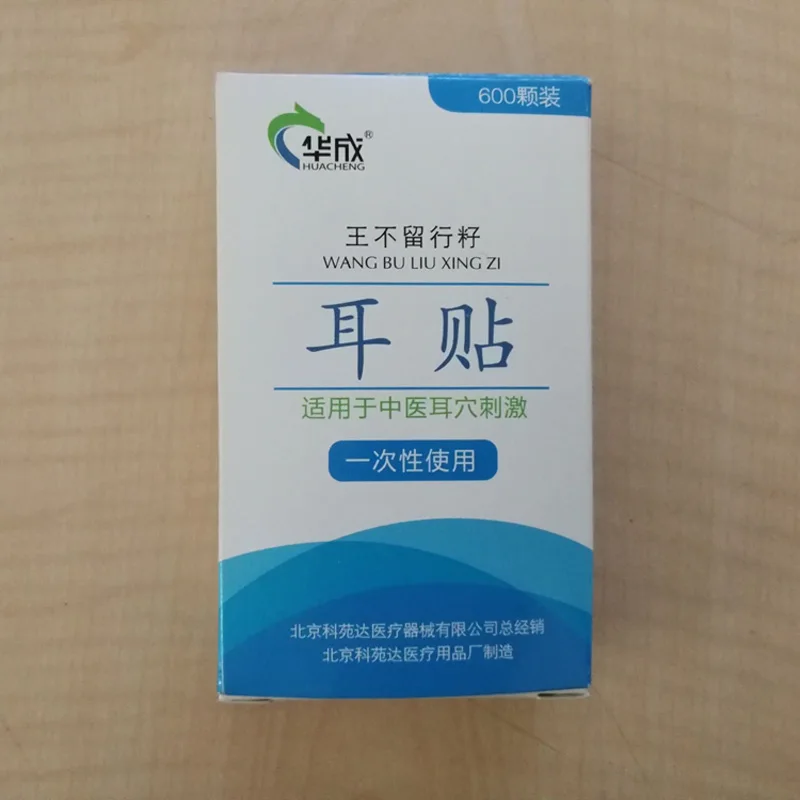 600颗装
华成®
HUACHENG
王不留行籽
WANG BU LIU XING ZI
耳贴
适用于中医耳穴刺激
一次性使用
北京科苑达医疗器械有限公司总经销
北京科苑达医疗用品厂制造